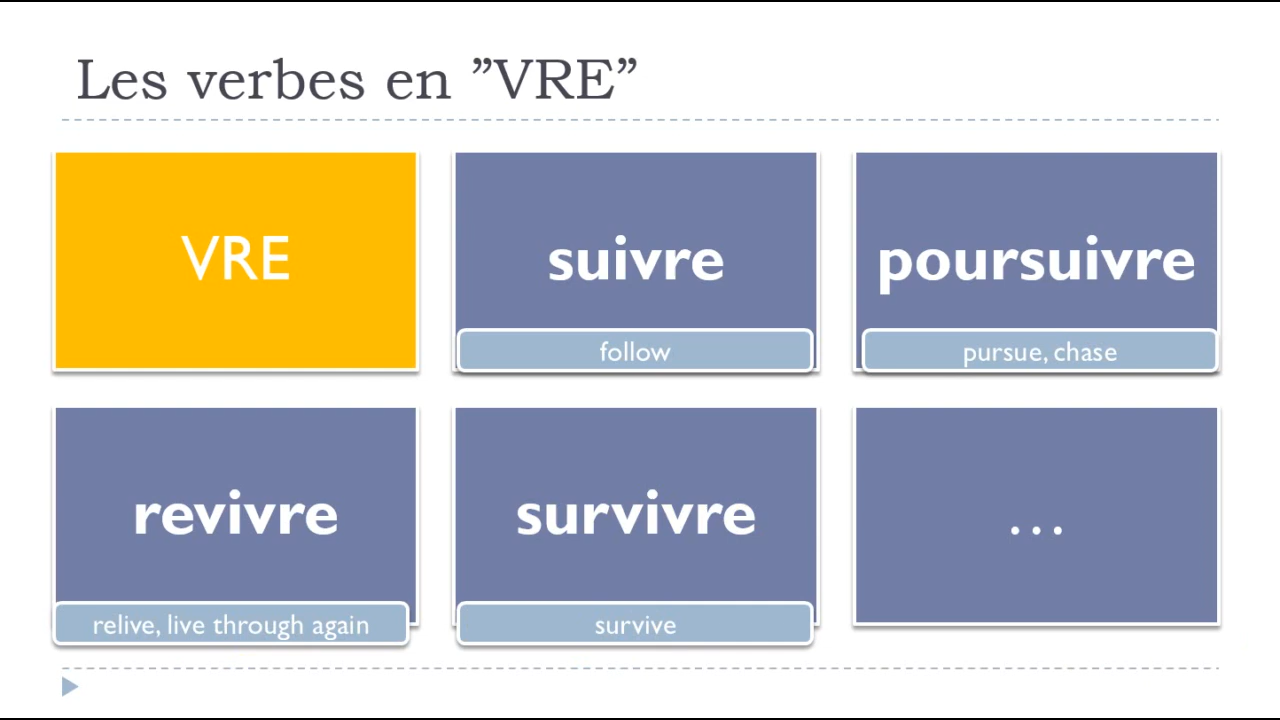 Les verbes en ”VRE”
VRE
suivre
follow
poursuivre
pursue, chase
revivre
relive, live through again
survivre
survive
...